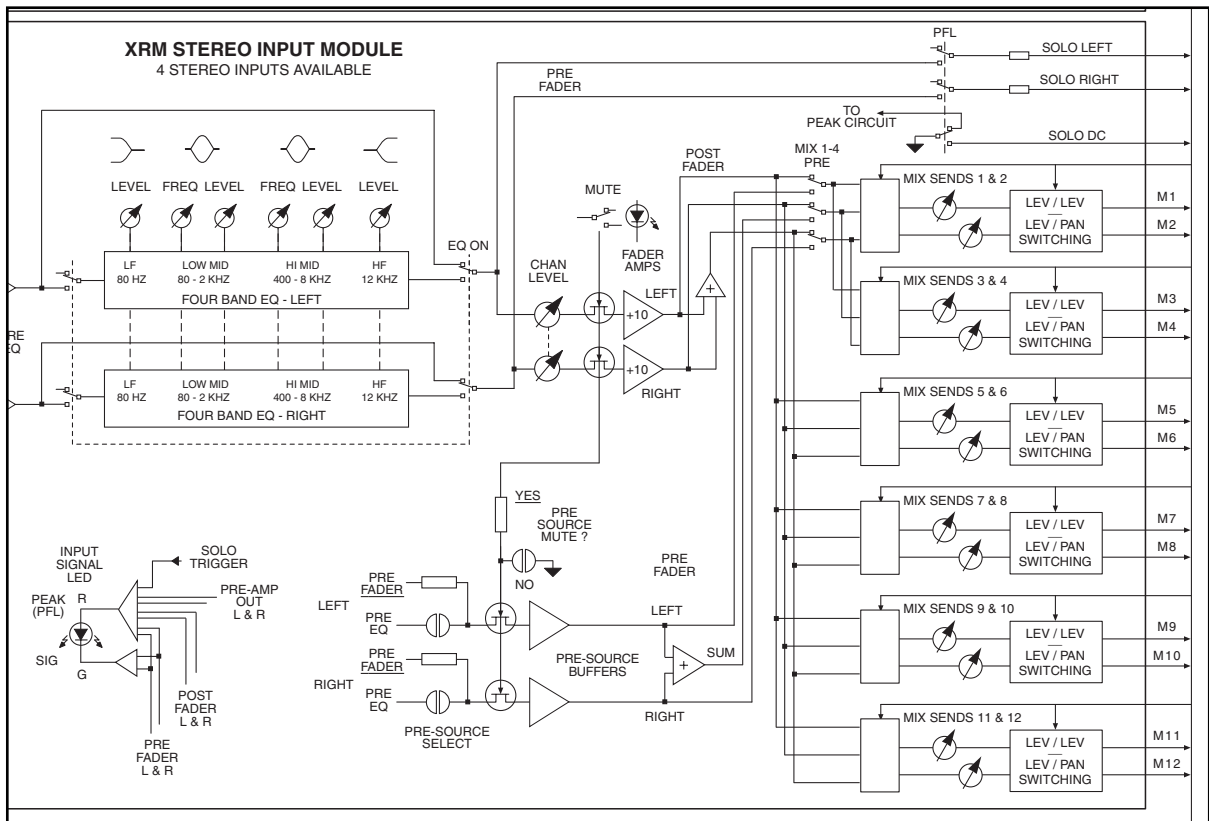 XRM STEREO INPUT MODULE
4 STEREO INPUTS AVAILABLE
PFL
SOLO LEFT
SOLO RIGHT
PRE
FADER
TO
PEAK CIRCUIT
SOLO DC
LEVEL
FREQ LEVEL
FREQ LEVEL
LEVEL
LF
80 HZ
LOW MID
80 - 2 KHZ
HI MID
400 - 8 KHZ
HF
12 KHZ
FOUR BAND EQ - LEFT
EQ ON
RE
EQ
LF
80 HZ
LOW MID
80 - 2 KHZ
HI MID
400 - 8 KHZ
HF
12 KHZ
FOUR BAND EQ - RIGHT
CHAN
LEVEL
MUTE
FADER
AMPS
+10
LEFT
+10
RIGHT
+
POST
FADER
MIX 1-4
PRE
MIX SENDS 1 & 2
LEV / LEV
LEV / PAN
SWITCHING
M1
M2
MIX SENDS 3 & 4
LEV / LEV
LEV / PAN
SWITCHING
M3
M4
MIX SENDS 5 & 6
LEV / LEV
LEV / PAN
SWITCHING
M5
M6
MIX SENDS 7 & 8
LEV / LEV
LEV / PAN
SWITCHING
M7
M8
MIX SENDS 9 & 10
LEV / LEV
LEV / PAN
SWITCHING
M9
M10
MIX SENDS 11 & 12
LEV / LEV
LEV / PAN
SWITCHING
M11
M12
YES
PRE
SOURCE
MUTE ?
NO
PRE
FADER
LEFT
PRE
EQ
PRE
FADER
RIGHT
PRE
EQ
PRE-SOURCE
SELECT
PRE-SOURCE
BUFFERS
PRE
FADER
LEFT
+
SUM
RIGHT
INPUT
SIGNAL
LED
SOLO
TRIGGER
PEAK
(PFL)
R
PRE-AMP
OUT
L & R
SIG
G
POST
FADER
L & R
PRE
FADER
L & R